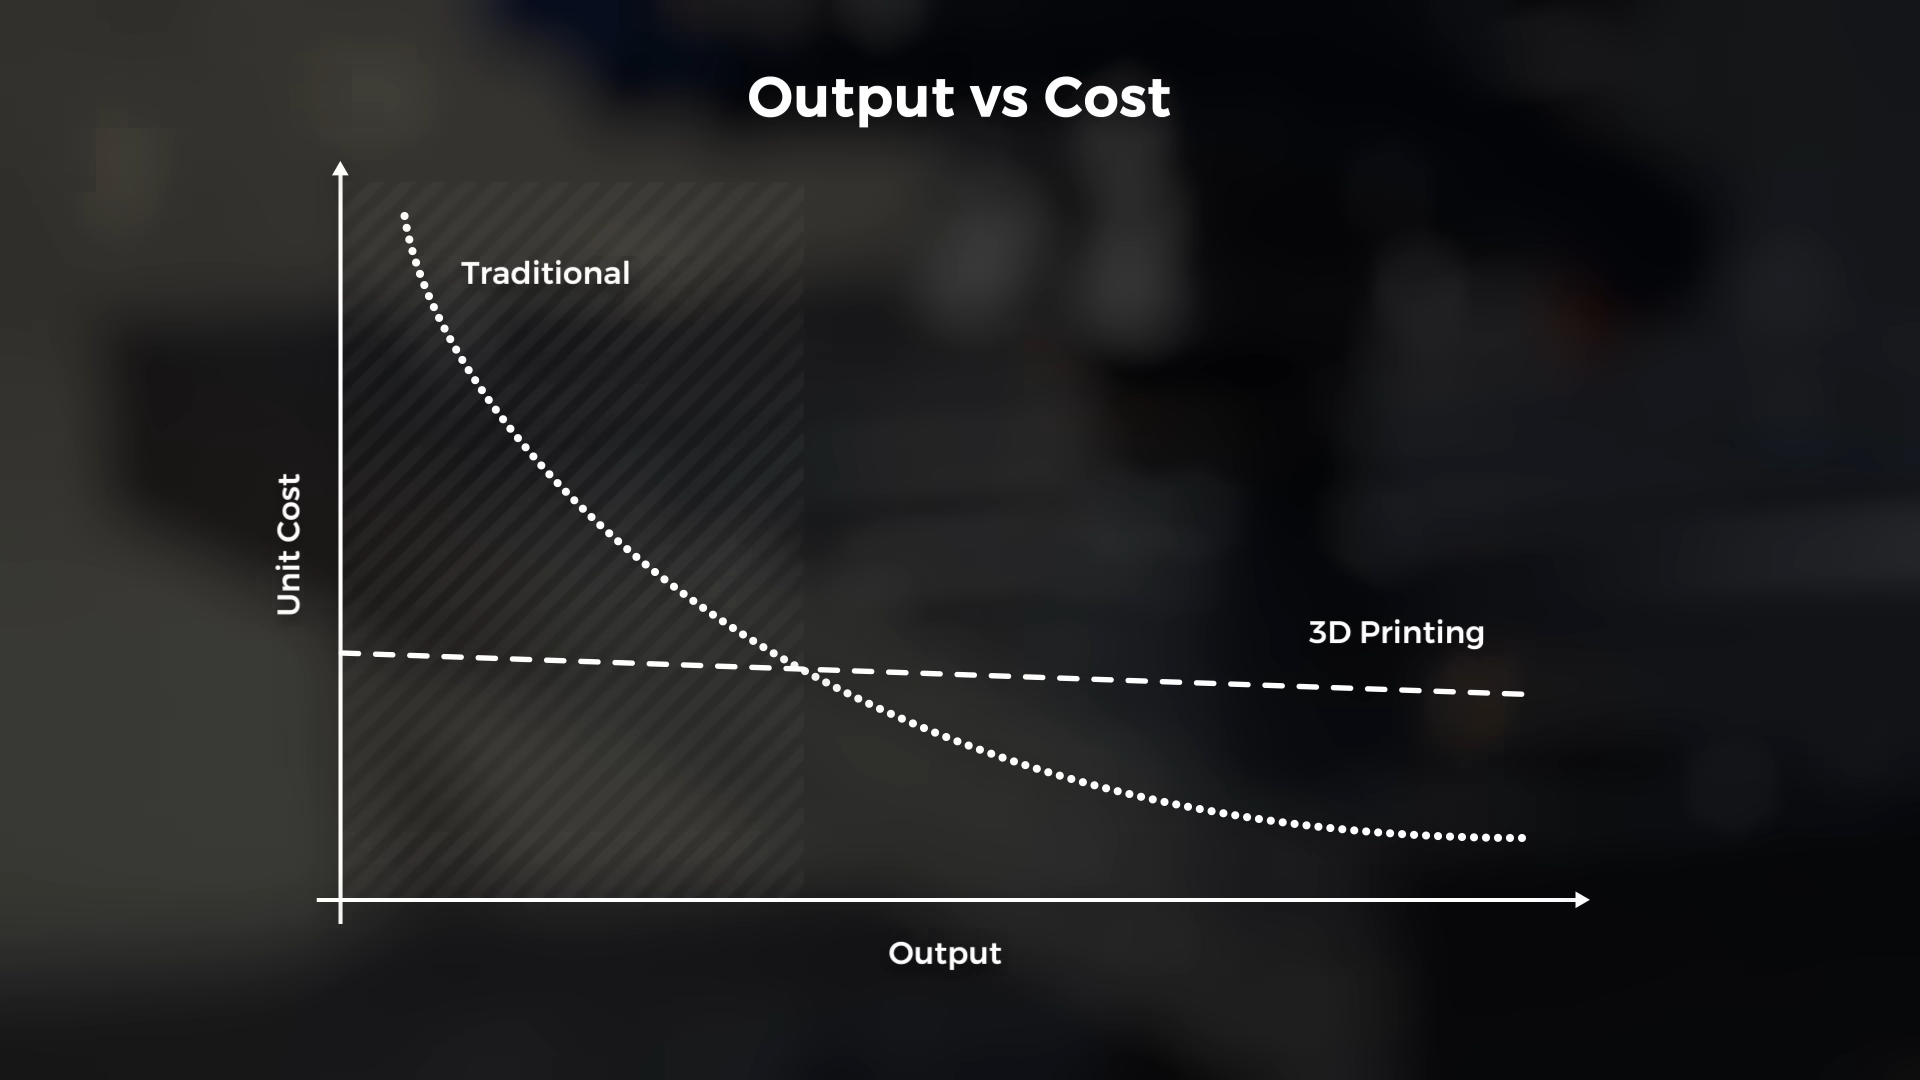 Output vs Cost
Traditional
Unit Cost
3D Printing
Output